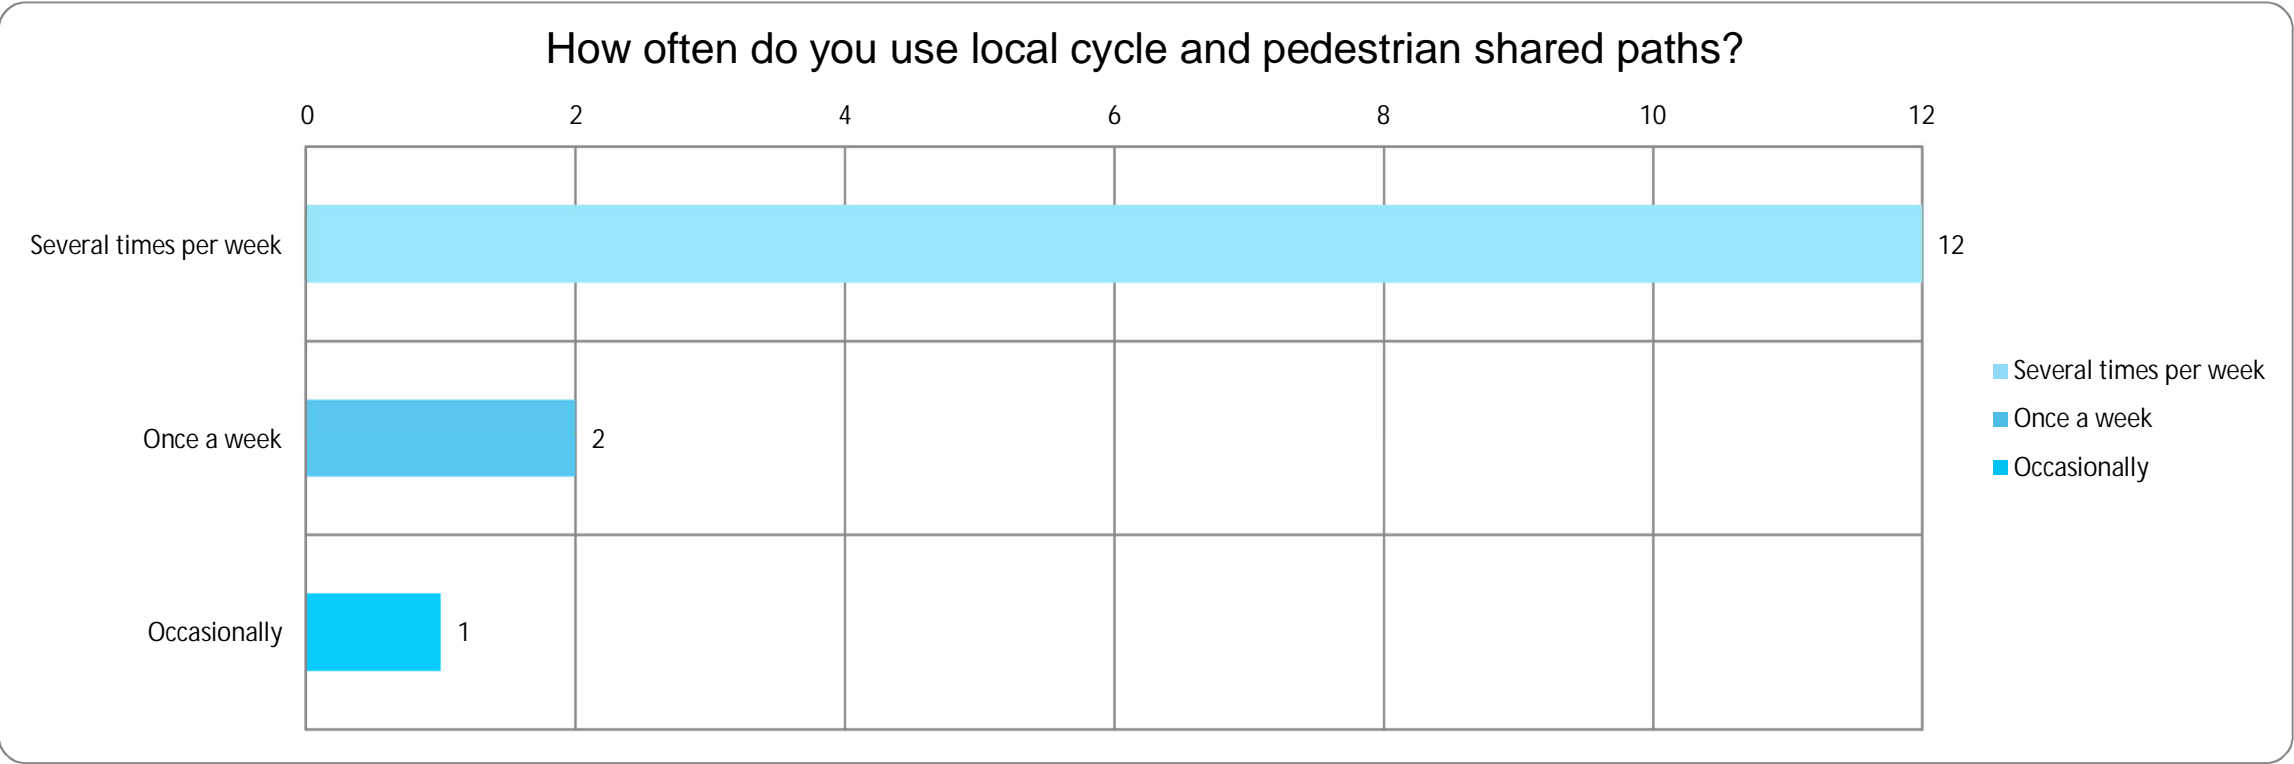 How often do you use local cycle and pedestrian shared paths?
0 2 4 6 8 10 12
Several times per week 12
Once a week 2
Occasionally 1
Several times per week
Once a week
Occasionally